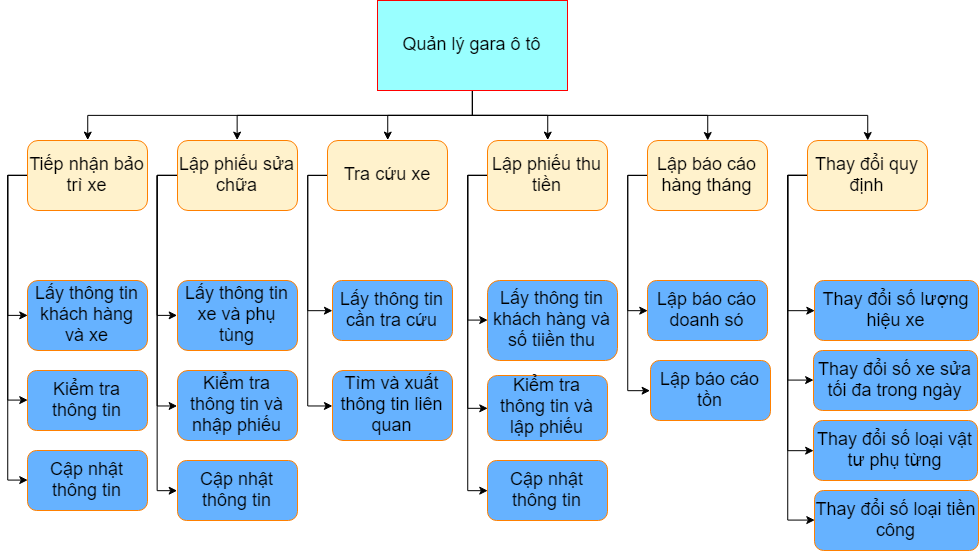 Quản lý gara ô tô
Tiếp nhận bảo
trì xe
Lập phiếu sửa
chữa
Tra cứu xe
Lập phiếu thu
tiền
Lập báo cáo
hàng tháng
Thay đổi quy
định
Lấy thông tin
khách hàng
và xe
Kiểm tra
thông tin
Cập nhật
thông tin
Lấy thông tin
xe và phụ
tùng
Kiểm tra
thông tin và
nhập phiếu
Cập nhật
thông tin
Lấy thông tin
cần tra cứu
Tìm và xuất
thông tin liên
quan
Lấy thông tin
khách hàng và
số tiiền thu
Kiểm tra
thông tin và
lập phiếu
Cập nhật
thông tin
Lập báo cáo
doanh só
Lập báo cáo
tồn
Thay đổi số lượng
hiệu xe
Thay đổi số xe sửa
tối đa trong ngày
Thay đổi số loại vật
tư phụ từng
Thay đổi số loại tiền
công